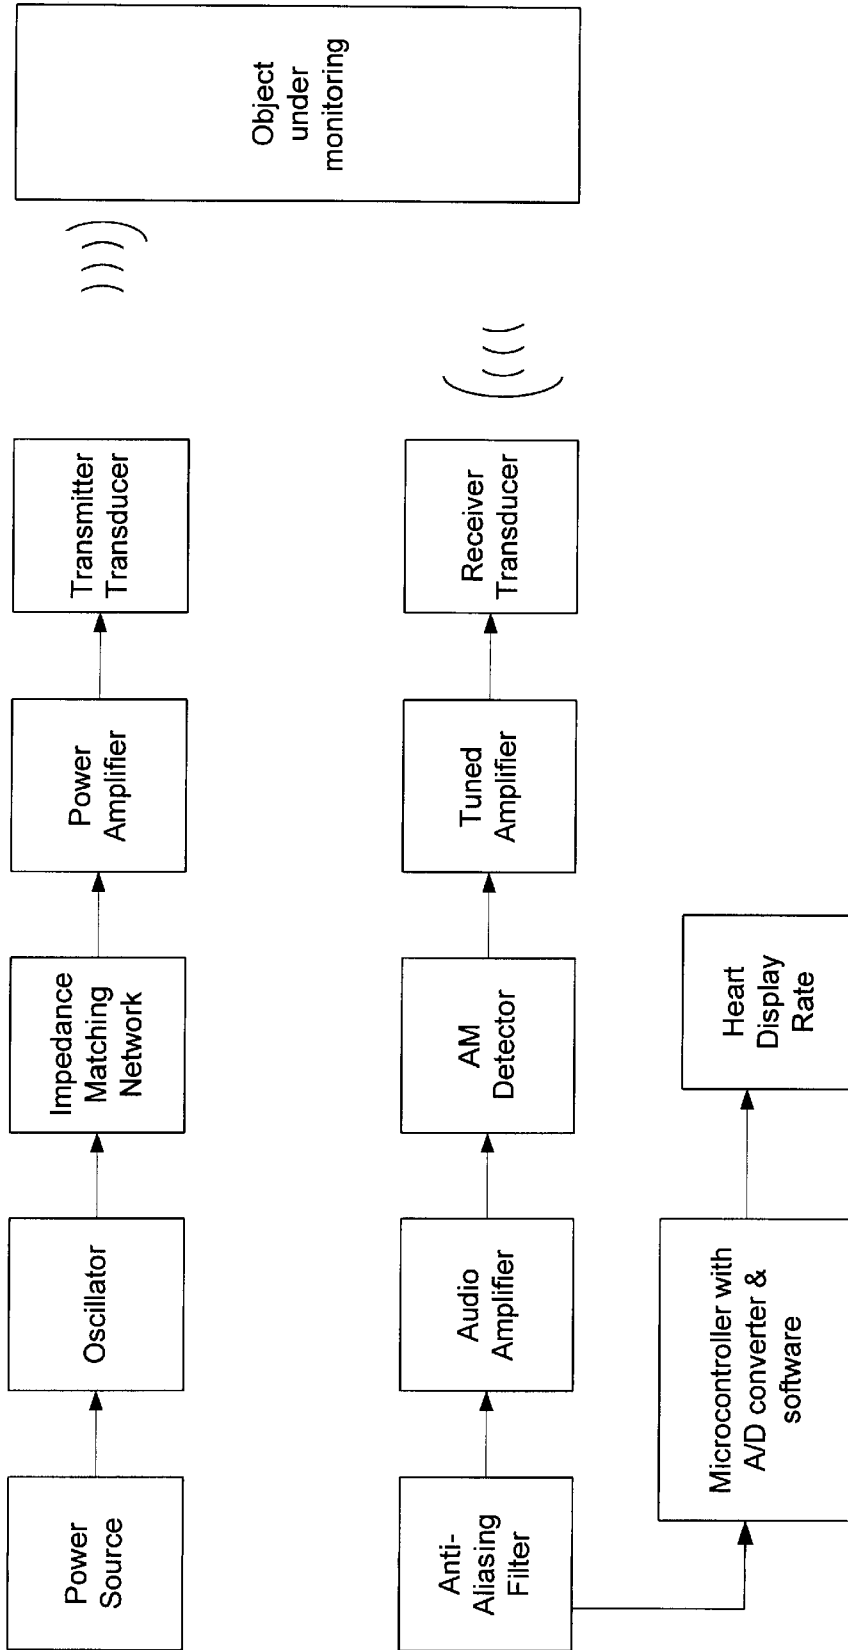 Power
Source
Oscillator
Impedance
Matching
Network
Power
Amplifier
Transmitter
Transducer
Object
under
monitoring
Anti-
Aliasing
Filter
Audio
Amplifier
AM
Detector
Tuned
Amplifier
Receiver
Transducer
Microcontroller with
A/D converter &
software
Heart
Display
Rate